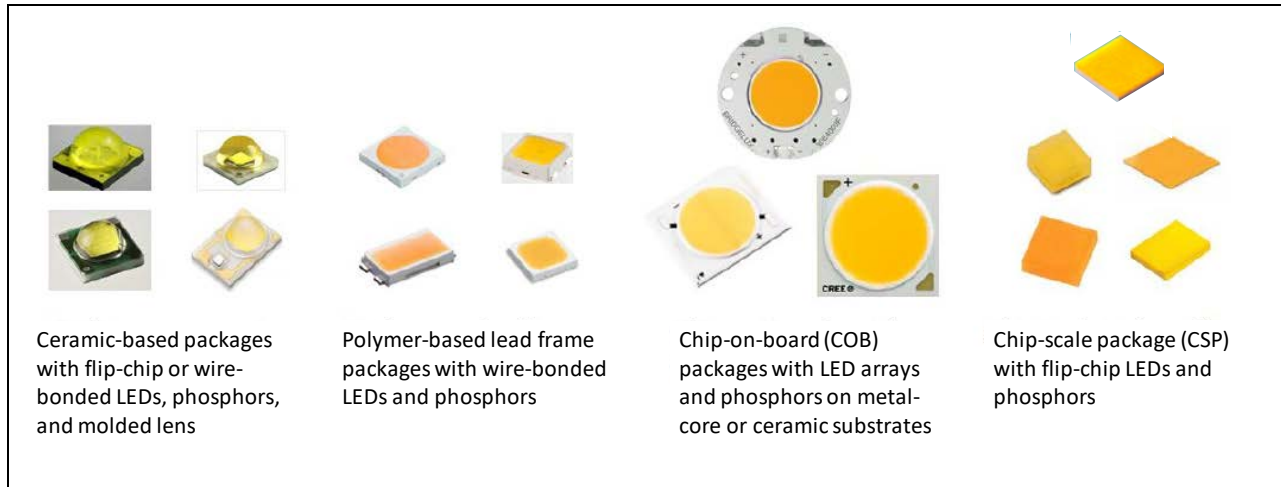 BRIDGELUX
CREE®
Ceramic-based packages
with flip-chip or wire-
bonded LEDs, phosphors,
and molded lens
Polymer-based lead frame
packages with wire-bonded
LEDs and phosphors
Chip-on-board (COB)
packages with LED arrays
and phosphors on metal-
core or ceramic substrates
Chip-scale package (CSP)
with flip-chip LEDs and
phosphors